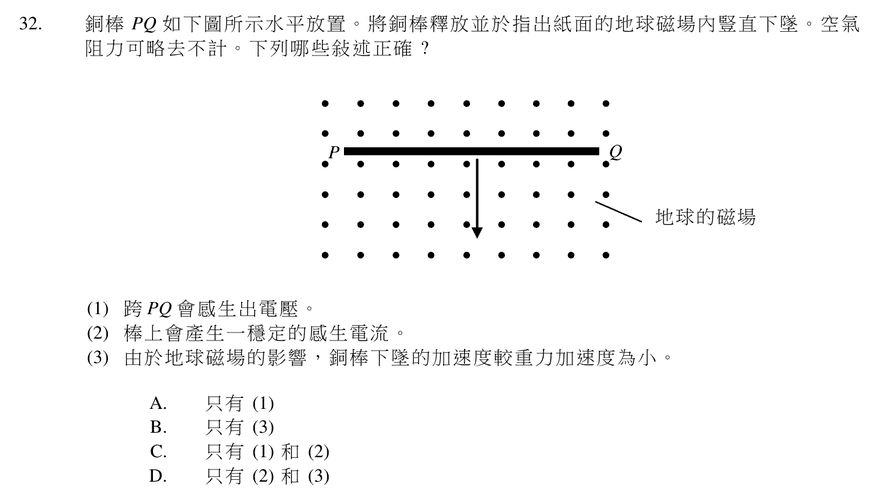 32. 銅棒 PQ 如下圖所示水平放置。將銅棒釋放並於指出紙面的地球磁場內豎直下墜。空氣
阻力可略去不計。下列哪些敍述正確？
P
Q
地球的磁場
(1) 跨 PQ 會感生出電壓。
(2) 棒上會產生一穩定的感生電流。
(3) 由於地球磁場的影響，銅棒下墜的加速度較重力加速度為小。
A. 只有 (1)
B. 只有 (3)
C. 只有 (1) 和 (2)
D. 只有 (2) 和 (3)